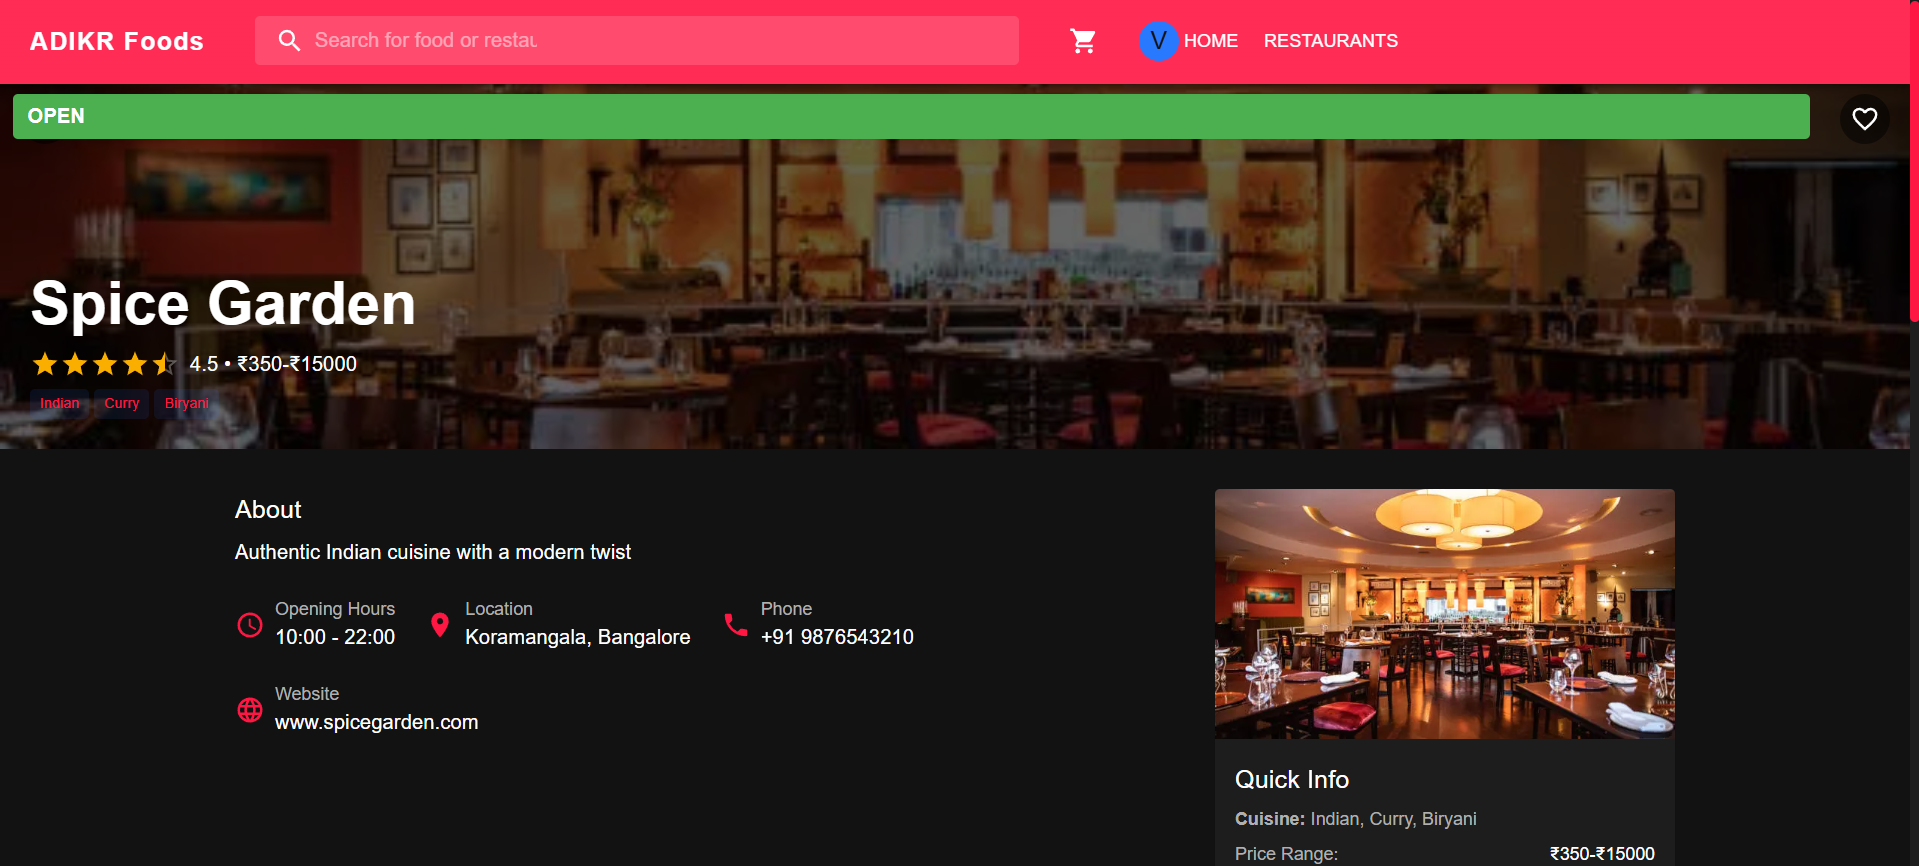 ADIKR Foods
Search for food or restau
V
HOME
RESTAURANTS
OPEN
Spice Garden
4.5 • ₹350-₹15000
Indian Curry Biryani
About
Authentic Indian cuisine with a modern twist
Opening Hours
10:00 - 22:00
Location
Koramangala, Bangalore
Phone
+91 9876543210
Website
www.spicegarden.com
Quick Info
Cuisine: Indian, Curry, Biryani
Price Range: ₹350-₹15000